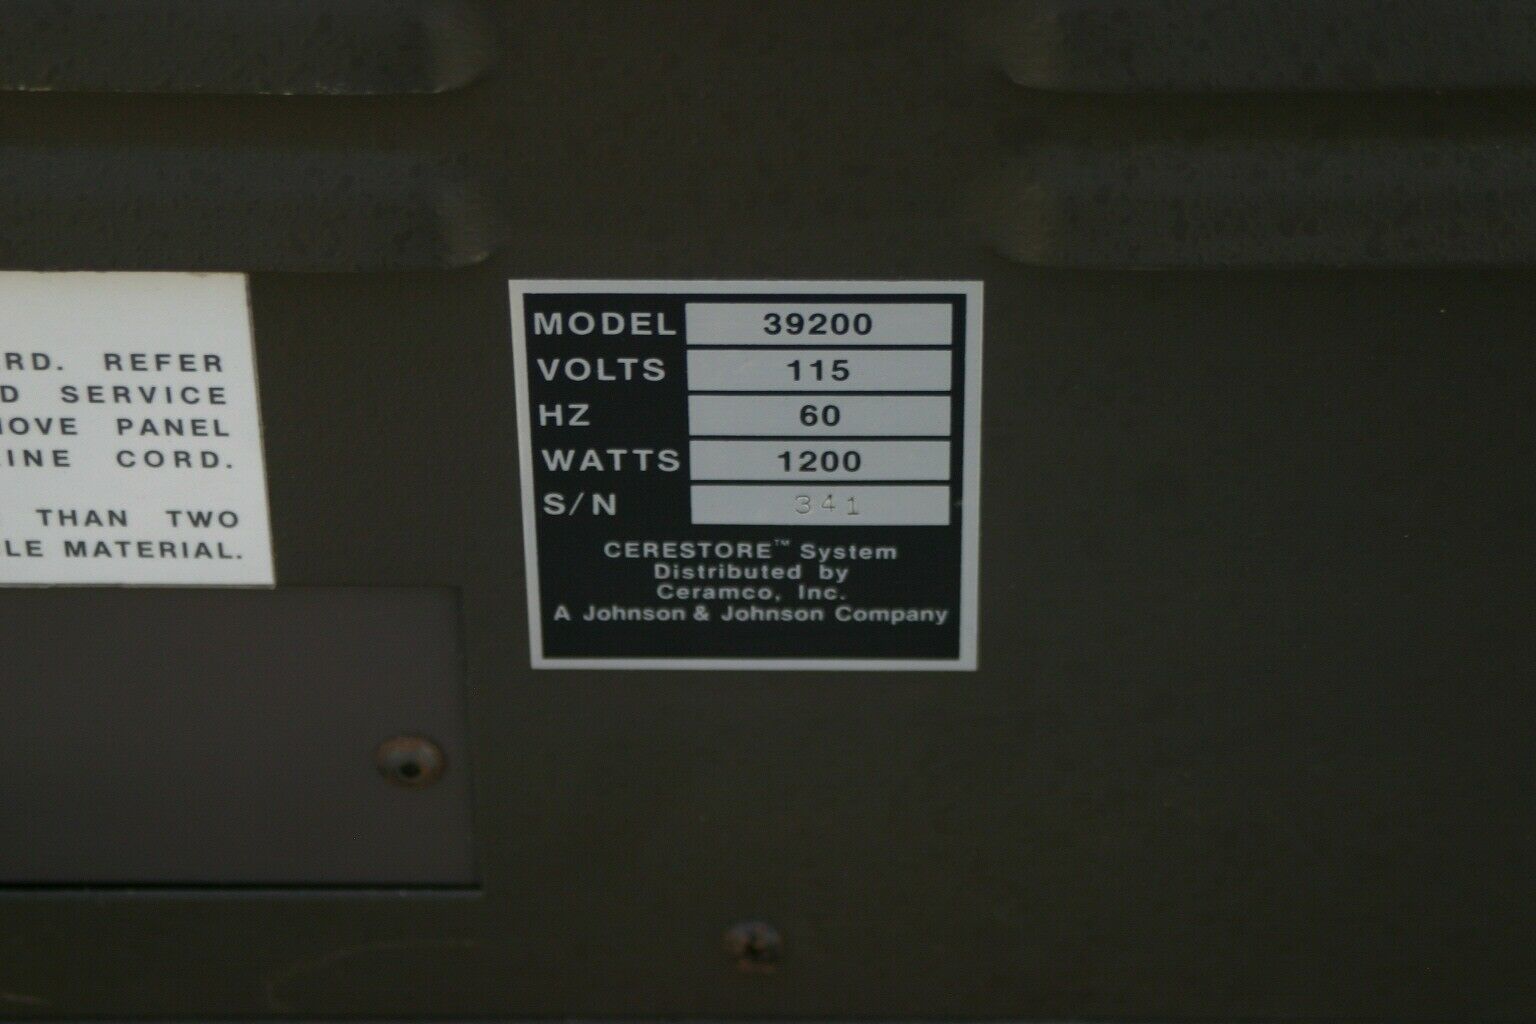 RD. REFER
D SERVICE
OVE PANEL
INE CORD.
THAN TWO
LE MATERIAL.
MODEL 39200
VOLTS 115
HZ 60
WATTS 1200
S/N 341
CERESTORE™ System
Distributed by
Ceramco, Inc.
A Johnson & Johnson Company